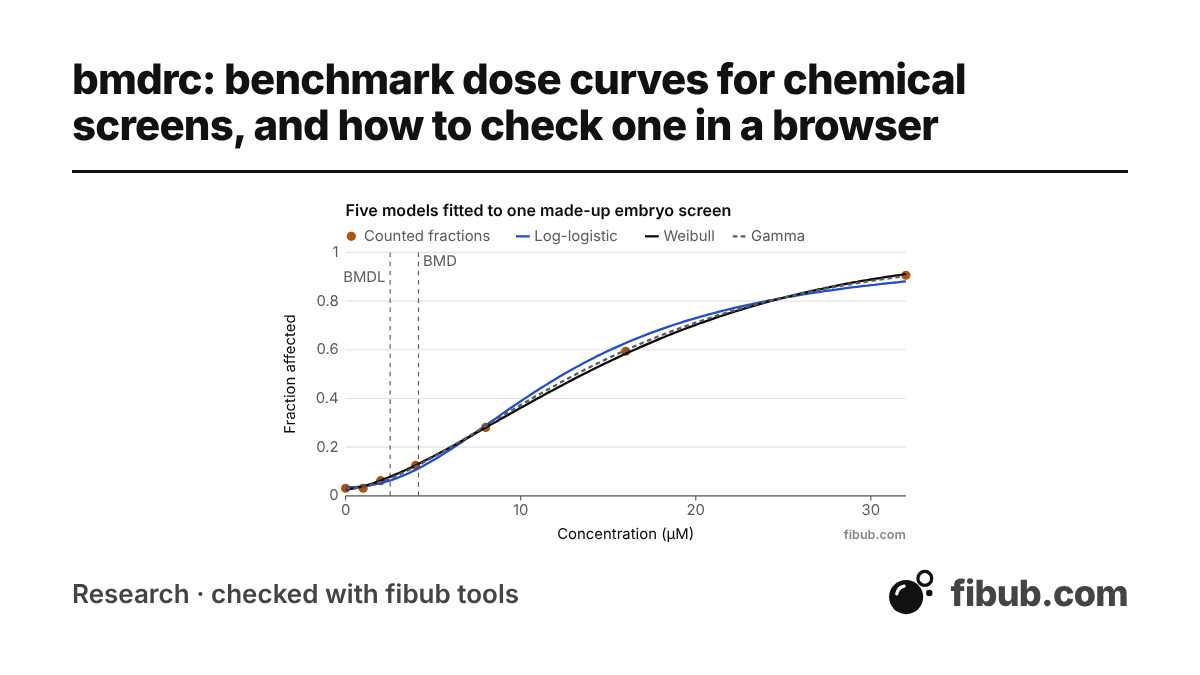 bmdrc: benchmark dose curves for chemical
screens, and how to check one in a browser
Five models fitted to one made-up embryo screen
Counted fractions Log-logistic Weibull Gamma
1
BMD
BMDL
0.8
0.6
0.4
0.2
0
Fraction affected
0 10 20 30
Concentration (µM)
fibub.com
Research · checked with fibub tools
fibub.com